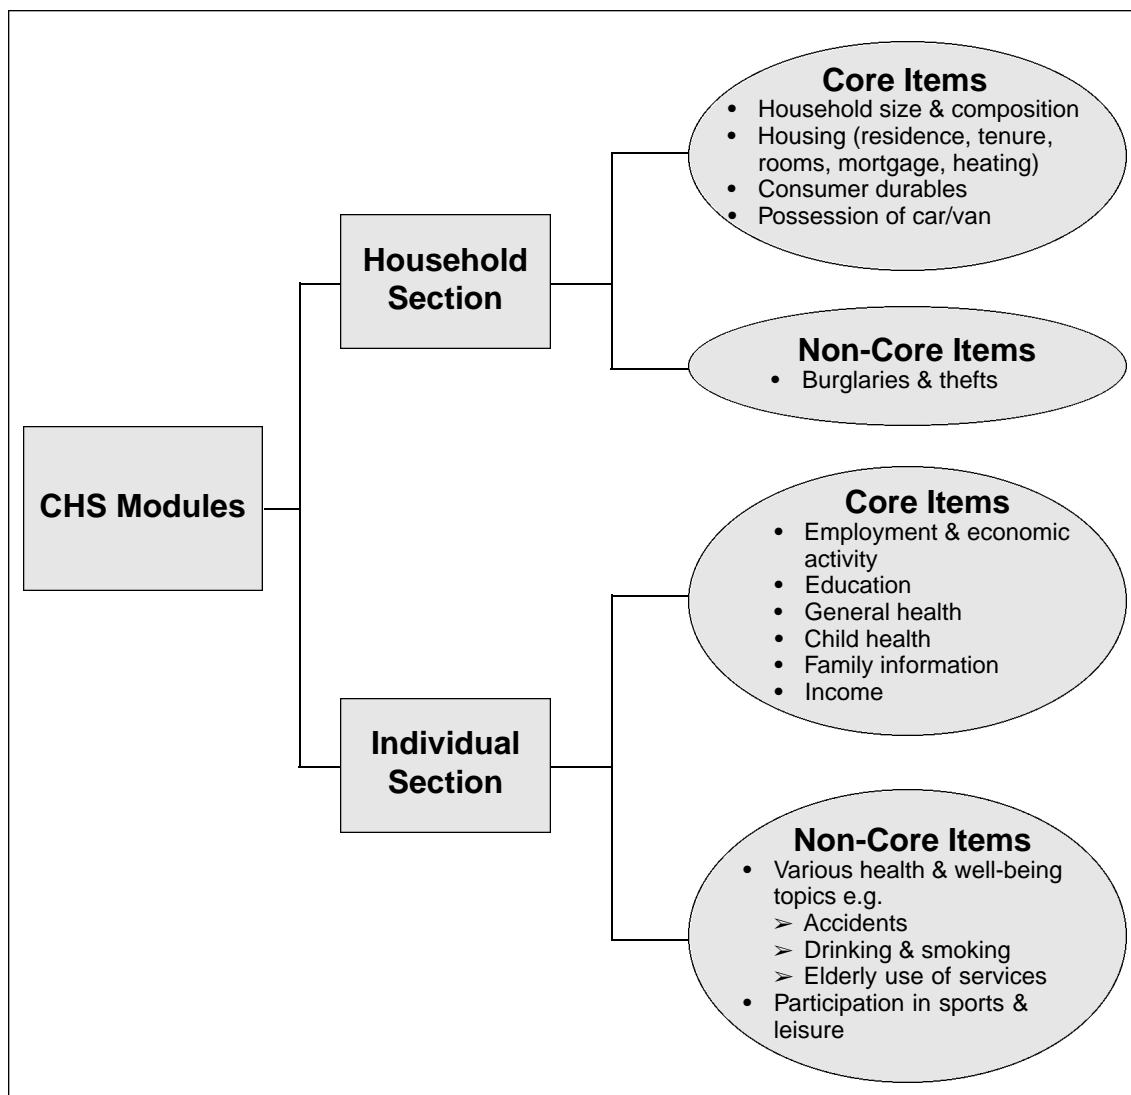 CHS Modules
Household
Section
Core Items
• Household size & composition
• Housing (residence, tenure,
rooms, mortgage, heating)
• Consumer durables
• Possession of car/van
Non-Core Items
• Burglaries & thefts
Individual
Section
Core Items
• Employment & economic
activity
• Education
• General health
• Child health
• Family information
• Income
Non-Core Items
• Various health & well-being
topics e.g.
➢ Accidents
➢ Drinking & smoking
➢ Elderly use of services
• Participation in sports &
leisure